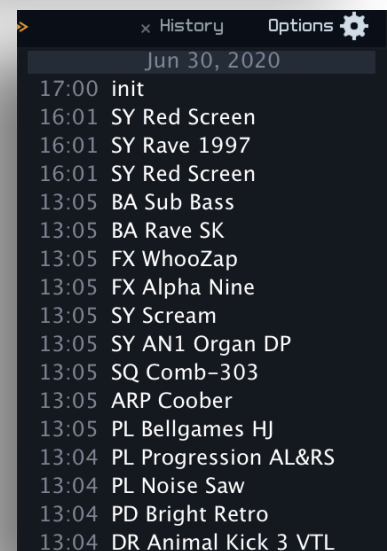 > x History Options
Jun 30, 2020
17:00 init
16:01 SY Red Screen
16:01 SY Rave 1997
16:01 SY Red Screen
13:05 BA Sub Bass
13:05 BA Rave SK
13:05 FX WhooZap
13:05 FX Alpha Nine
13:05 SY Scream
13:05 SY AN1 Organ DP
13:05 SQ Comb-303
13:05 ARP Coober
13:05 PL Bellgames HJ
13:04 PL Progression AL&RS
13:04 PL Noise Saw
13:04 PD Bright Retro
13:04 DR Animal Kick 3 VTL